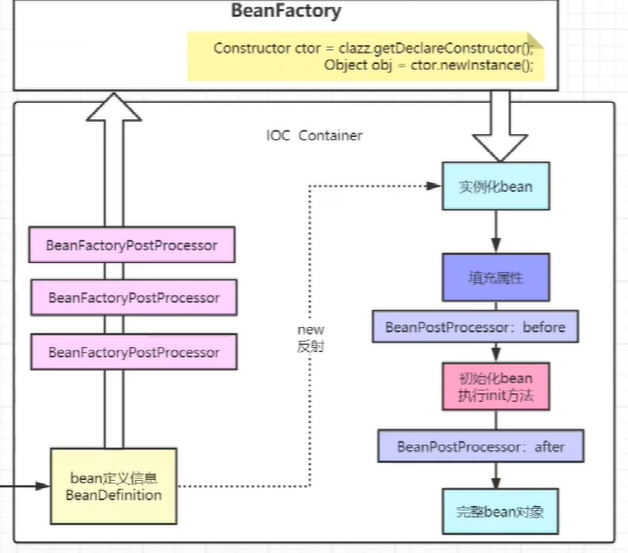 BeanFactory
Constructor ctor = clazz.getDeclareConstructor();
Object obj = ctor.newInstance();
IOC Container
实例化bean
BeanFactoryPostProcessor
填充属性
BeanFactoryPostProcessor
BeanPostProcessor：before
new
反射
BeanFactoryPostProcessor
初始化bean
执行init方法
BeanPostProcessor：after
bean定义信息
BeanDefinition
完整bean对象